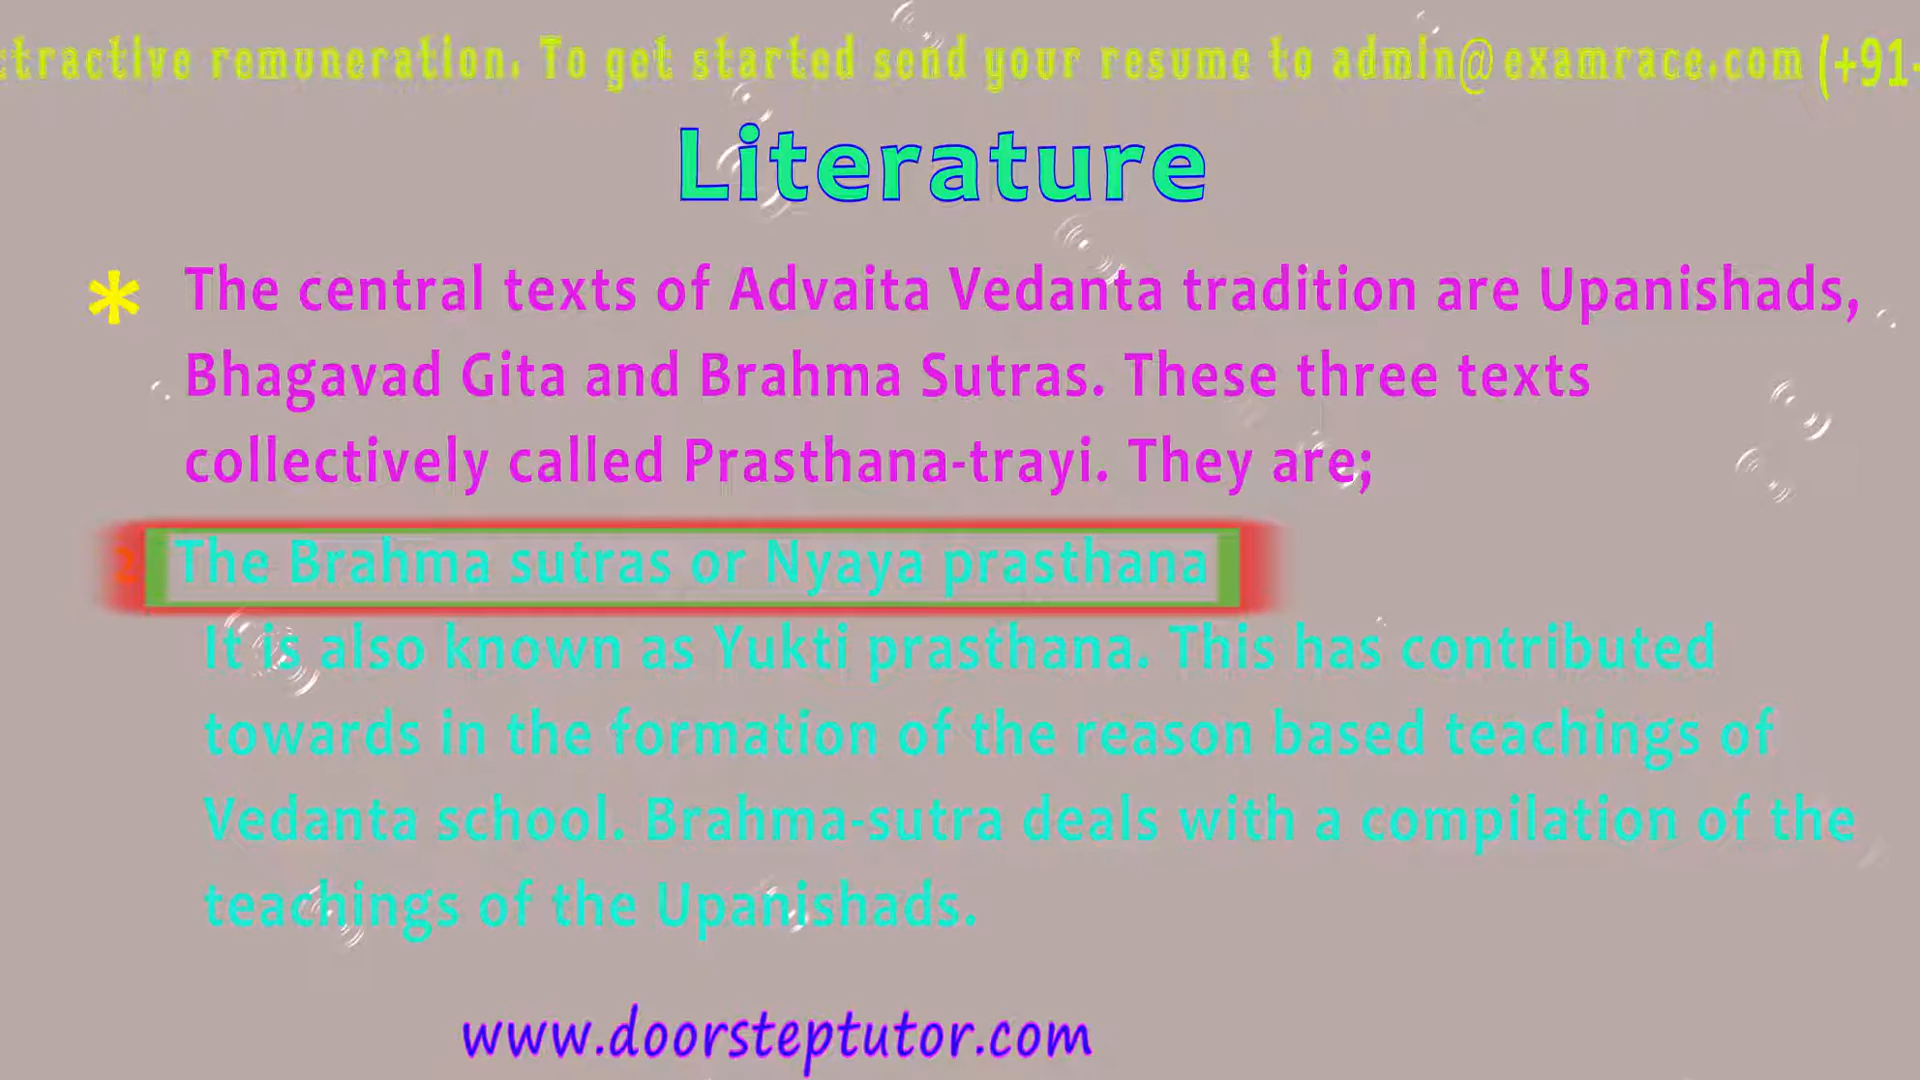 attractive remuneration. To get started send your resume to admin@examrace.com (+91-
Literature
* The central texts of Advaita Vedanta tradition are Upanishads,
Bhagavad Gita and Brahma Sutras. These three texts
collectively called Prasthana-trayi. They are;
2 The Brahma sutras or Nyaya prasthana
It is also known as Yukti prasthana. This has contributed
towards in the formation of the reason based teachings of
Vedanta school. Brahma-sutra deals with a compilation of the
teachings of the Upanishads.
www.doorsteptutor.com